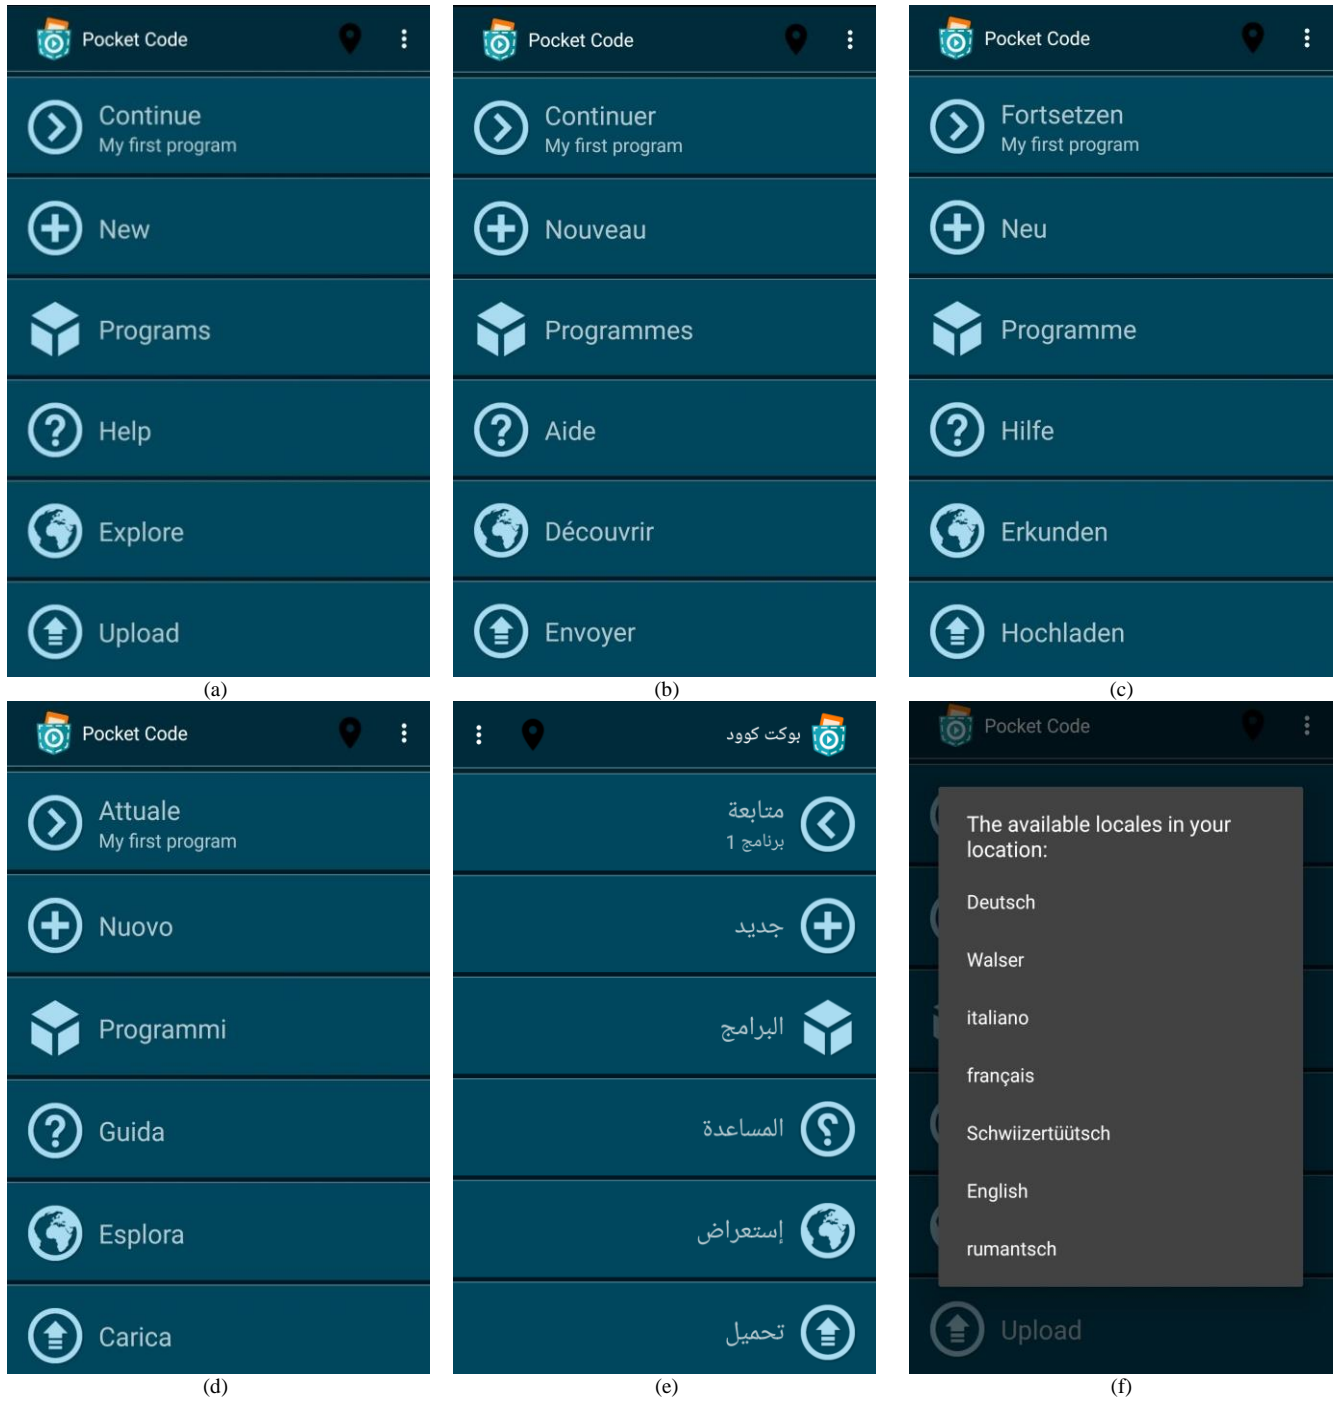 Pocket Code
Continue
My first program
New
Programs
Help
Explore
Upload
(a)
Pocket Code
Continuer
My first program
Nouveau
Programmes
Aide
Découvrir
Envoyer
(b)
Pocket Code
Fortsetzen
My first program
Neu
Programme
Hilfe
Erkunden
Hochladen
(c)
Pocket Code
Attuale
My first program
Nuovo
Programmi
Guida
Esplora
Carica
(d)
بوكت كوود
متابعة
برنامج 1
جديد
البرامج
المساعدة
إستعراض
تحميل
(e)
Pocket Code
The available locales in your
location:
Deutsch
Walser
italiano
français
Schwiizertüütsch
English
rumantsch
Upload
(f)